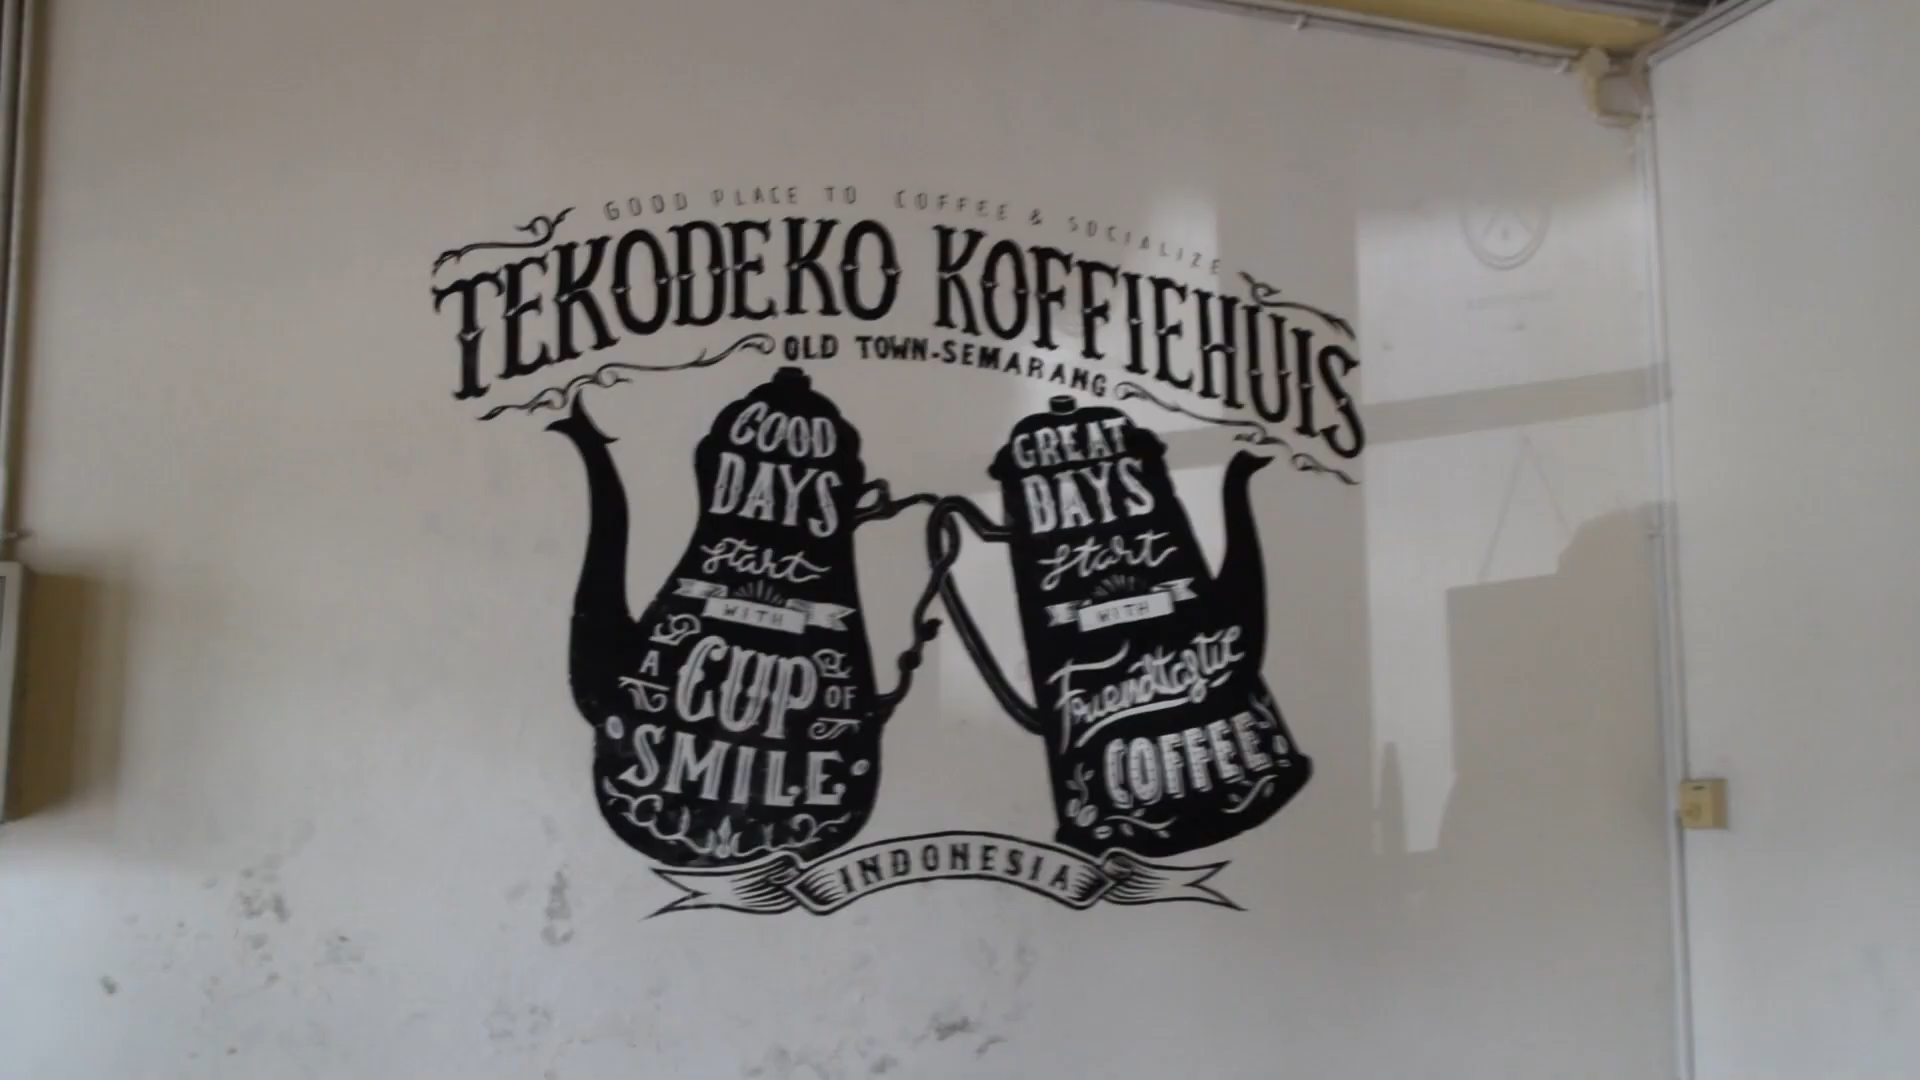 GOOD PLACE TO COFFEE & SOCIALIZE
TEKODEKO KOFFIEHUIS
OLD TOWN-SEMARANG
GOOD
DAYS
start
WITH
A CUP OF
SMILE
GREAT
DAYS
start
WITH
Friendtastic
COFFEE
INDONESIA